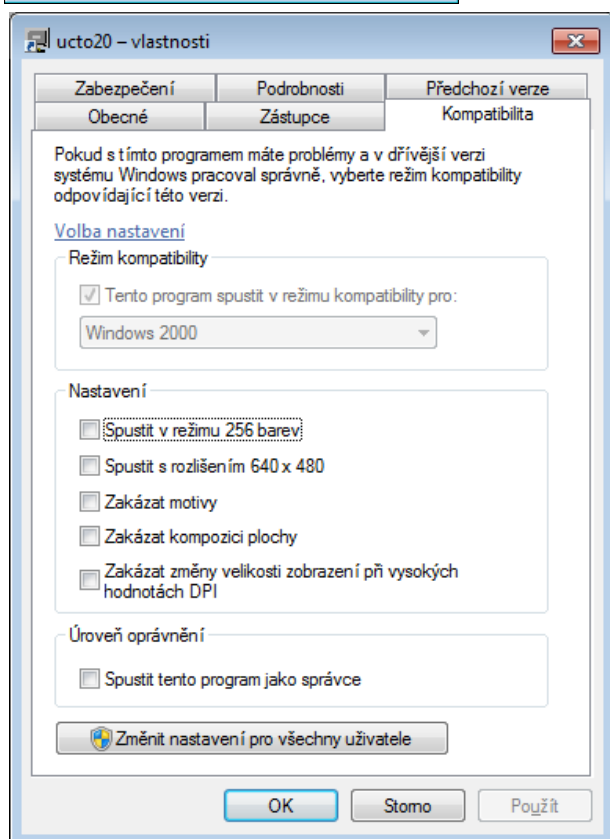 ucto20 – vlastnosti
Zabezpečení
Podrobnosti
Předchozí verze
Obecné
Zástupce
Kompatibilita
Pokud s tímto programem máte problémy a v dřívější verzi
systému Windows pracoval správně, vyberte režim kompatibility
odpovídající této verzi.
Volba nastavení
Režim kompatibility
Tento program spustit v režimu kompatibility pro:
Windows 2000
Nastavení
Spustit v režimu 256 barev
Spustit s rozlišením 640 x 480
Zakázat motivy
Zakázat kompozici plochy
Zakázat změny velikosti zobrazení při vysokých
hodnotách DPI
Úroveň oprávnění
Spustit tento program jako správce
Změnit nastavení pro všechny uživatele
OK
Storno
Použít